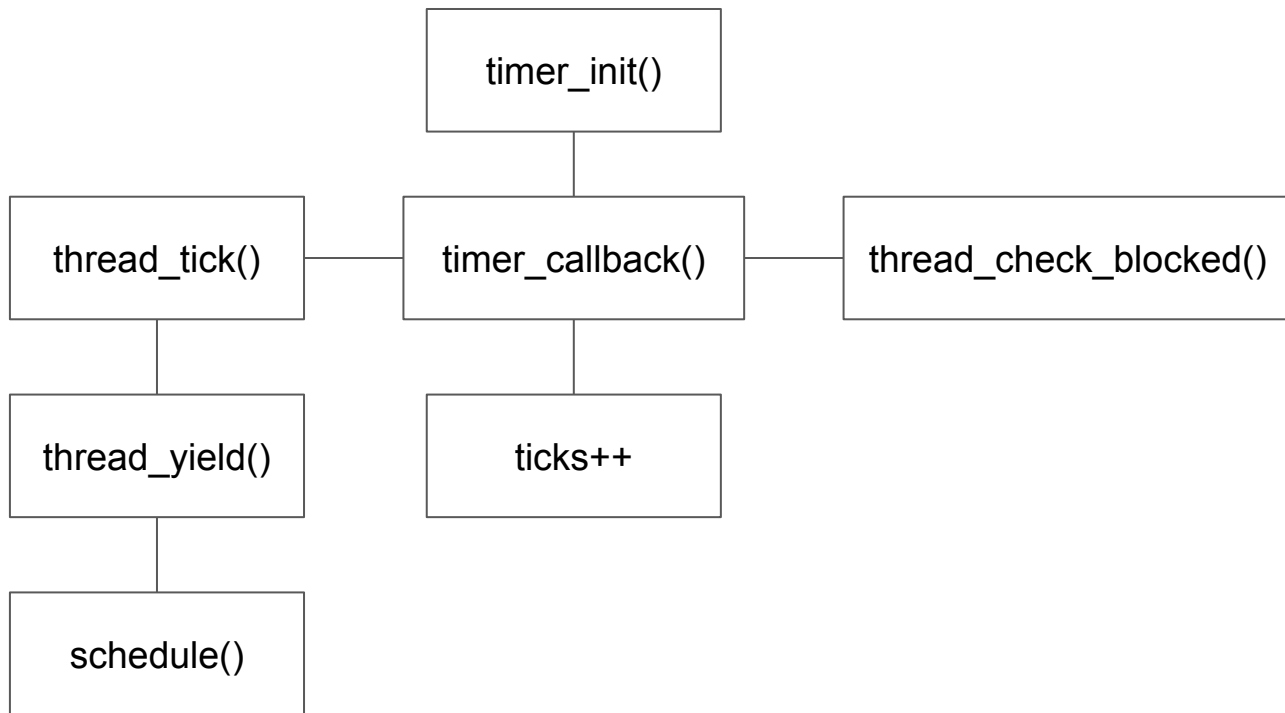 timer_init()
thread_tick()
timer_callback()
thread_check_blocked()
thread_yield()
ticks++
schedule()